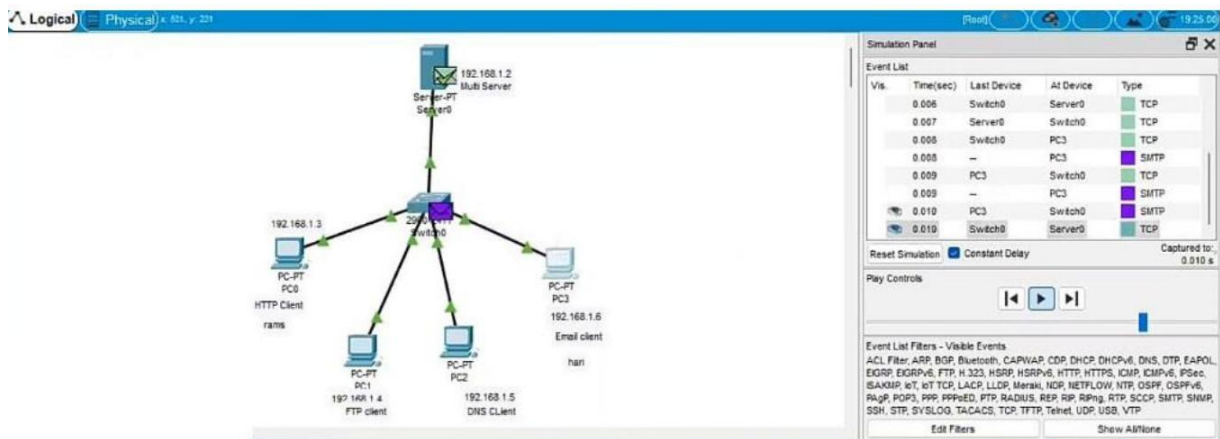 Logical
Physical
x: 521, y: 221
[Root]
19:25:00
192.168.1.2
Multi Server
Server-PT
Server0
Switch0
192.168.1.3
PC-PT
PC0
HTTP Client
rams
PC-PT
PC1
192.168.1.4
FTP client
PC-PT
PC2
192.168.1.5
DNS CLient
PC-PT
PC3
192.168.1.6
Email client
hari
Simulation Panel
Event List
Vis. Time(sec) Last Device At Device Type
0.006 Switch0 Server0 TCP
0.007 Server0 Switch0 TCP
0.008 Switch0 PC3 TCP
0.008 -- PC3 SMTP
0.009 PC3 Switch0 TCP
0.009 -- PC3 SMTP
0.010 PC3 Switch0 SMTP
0.010 Switch0 Server0 TCP
Reset Simulation Constant Delay Captured to:
0.010 s
Play Controls
Event List Filters - Visible Events
ACL Filter, ARP, BGP, Bluetooth, CAPWAP, CDP, DHCP, DHCPv6, DNS, DTP, EAPOL,
EIGRP, EIGRPv6, FTP, H.323, HSRP, HSRPv6, HTTP, HTTPS, ICMP, ICMPv6, IPSec,
ISAKMP, IoT, IoT TCP, LACP, LLDP, Meraki, NDP, NETFLOW, NTP, OSPF, OSPFv6,
PAgP, POP3, PPP, PPPoED, PTP, RADIUS, REP, RIP, RIPng, RTP, SCCP, SMTP, SNMP,
SSH, STP, SYSLOG, TACACS, TCP, TFTP, Telnet, UDP, USB, VTP
Edit Filters
Show All/None